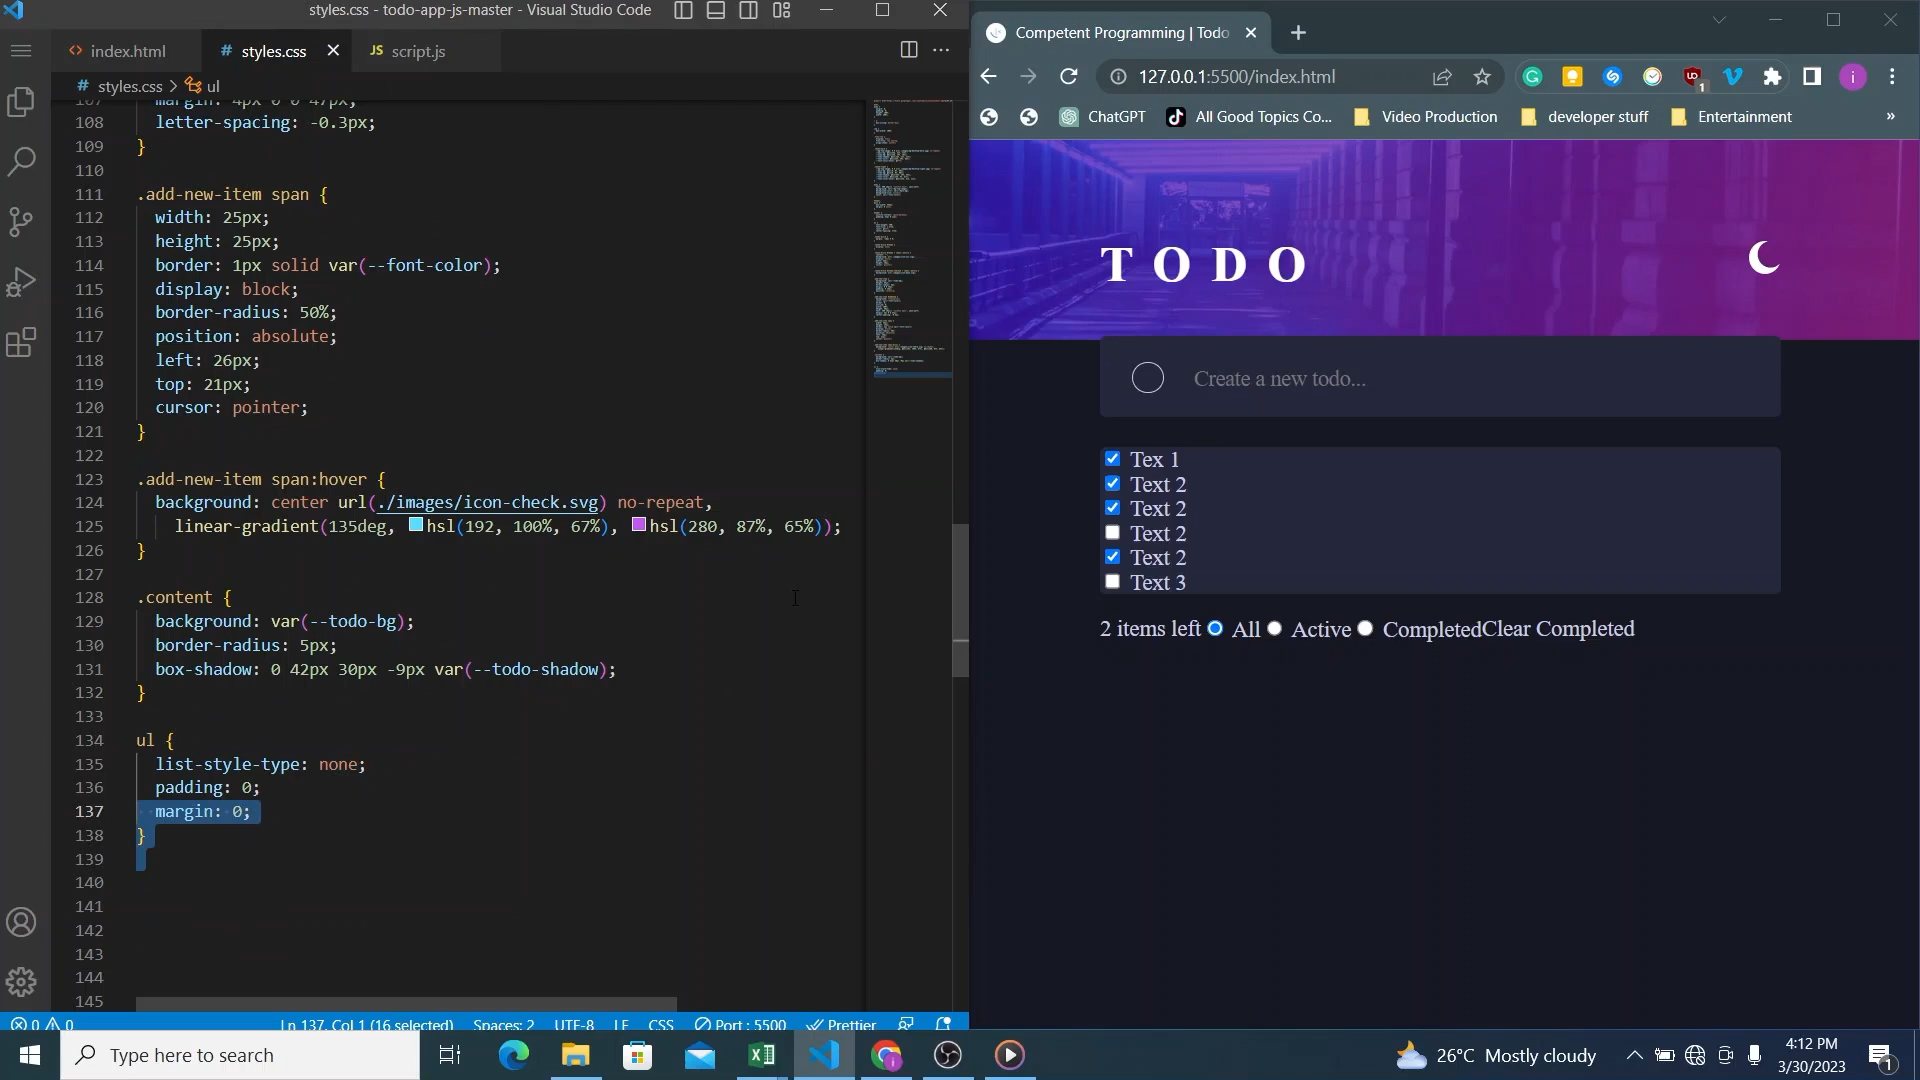 styles.css - todo-app-js-master - Visual Studio Code
index.html
# styles.css
JS script.js
# styles.css > ul
107 margin: 4px 0 0 47px;
108 letter-spacing: -0.3px;
109 }
110
111 .add-new-item span {
112 width: 25px;
113 height: 25px;
114 border: 1px solid var(--font-color);
115 display: block;
116 border-radius: 50%;
117 position: absolute;
118 left: 26px;
119 top: 21px;
120 cursor: pointer;
121 }
122
123 .add-new-item span:hover {
124 background: center url(./images/icon-check.svg) no-repeat,
125 linear-gradient(135deg, hsl(192, 100%, 67%), hsl(280, 87%, 65%));
126 }
127
128 .content {
129 background: var(--todo-bg);
130 border-radius: 5px;
131 box-shadow: 0 42px 30px -9px var(--todo-shadow);
132 }
133
134 ul {
135 list-style-type: none;
136 padding: 0;
137 margin: 0;
138 }
139
140
141
142
143
144
145
0 0 Ln 137, Col 1 (16 selected) Spaces: 2 UTF-8 LF CSS Port : 5500 Prettier
Competent Programming | Todo
127.0.0.1:5500/index.html
1
i
ChatGPT All Good Topics Co... Video Production developer stuff Entertainment »
TODO
Create a new todo...
Tex 1
Text 2
Text 2
Text 2
Text 2
Text 3
2 items left All Active CompletedClear Completed
Type here to search
26°C Mostly cloudy
4:12 PM
3/30/2023
1